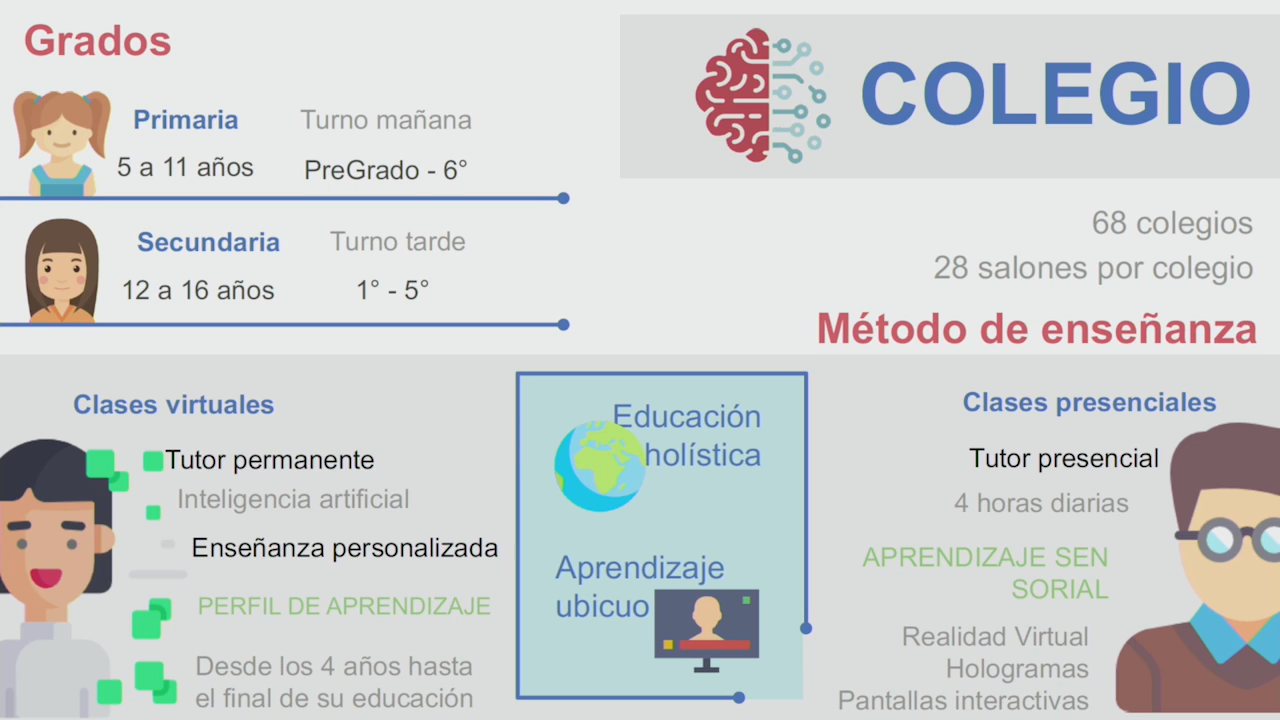 Grados
Primaria
Turno mañana
5 a 11 años
PreGrado - 6°
Secundaria
Turno tarde
12 a 16 años
1° - 5°
COLEGIO
68 colegios
28 salones por colegio
Método de enseñanza
Clases virtuales
Tutor permanente
Inteligencia artificial
Enseñanza personalizada
PERFIL DE APRENDIZAJE
Desde los 4 años hasta
el final de su educación
Educación
holística
Aprendizaje
ubicuo
Clases presenciales
Tutor presencial
4 horas diarias
APRENDIZAJE SEN
SORIAL
Realidad Virtual
Hologramas
Pantallas interactivas